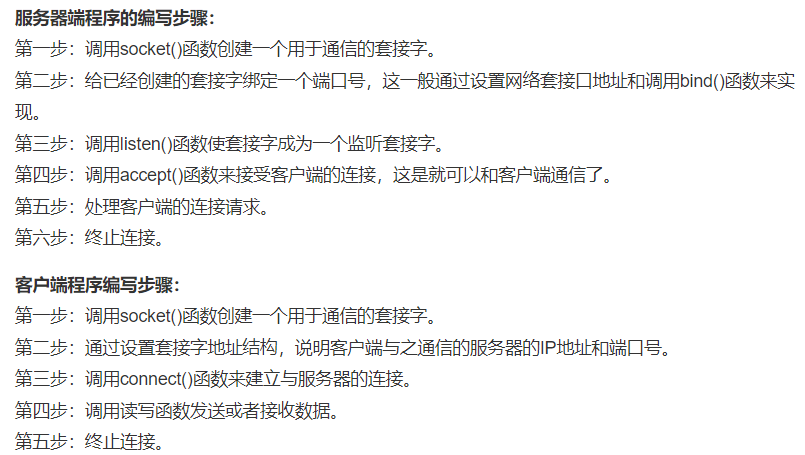 服务器端程序的编写步骤：
第一步：调用socket()函数创建一个用于通信的套接字。
第二步：给已经创建的套接字绑定一个端口号，这一般通过设置网络套接口地址和调用bind()函数来实
现。
第三步：调用listen()函数使套接字成为一个监听套接字。
第四步：调用accept()函数来接受客户端的连接，这是就可以和客户端通信了。
第五步：处理客户端的连接请求。
第六步：终止连接。
客户端程序编写步骤：
第一步：调用socket()函数创建一个用于通信的套接字。
第二步：通过设置套接字地址结构，说明客户端与之通信的服务器的IP地址和端口号。
第三步：调用connect()函数来建立与服务器的连接。
第四步：调用读写函数发送或者接收数据。
第五步：终止连接。